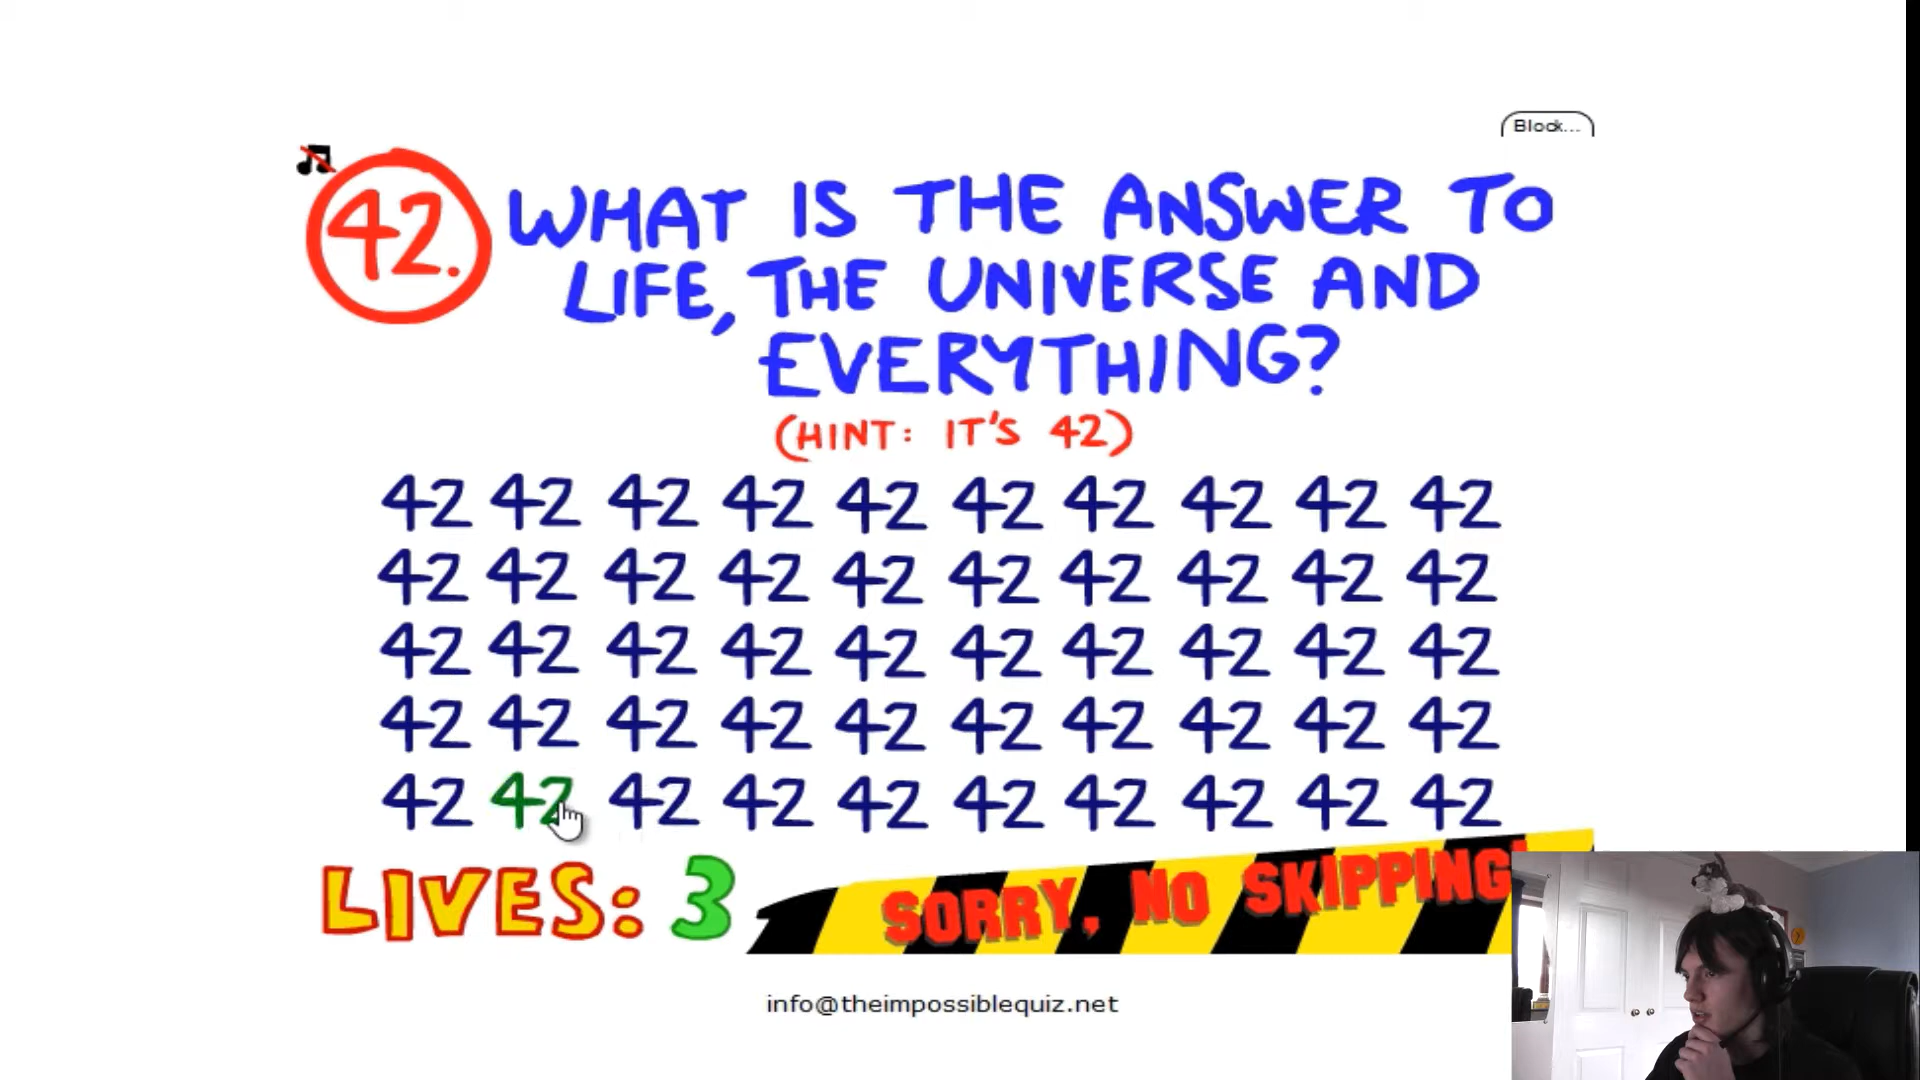 Block...
42. WHAT IS THE ANSWER TO
LIFE, THE UNIVERSE AND
EVERYTHING?
(HINT: IT'S 42)
42 42 42 42 42 42 42 42 42 42
42 42 42 42 42 42 42 42 42 42
42 42 42 42 42 42 42 42 42 42
42 42 42 42 42 42 42 42 42 42
42 42 42 42 42 42 42 42 42 42
LIVES: 3 SORRY, NO SKIPPING!
info@theimpossiblequiz.net